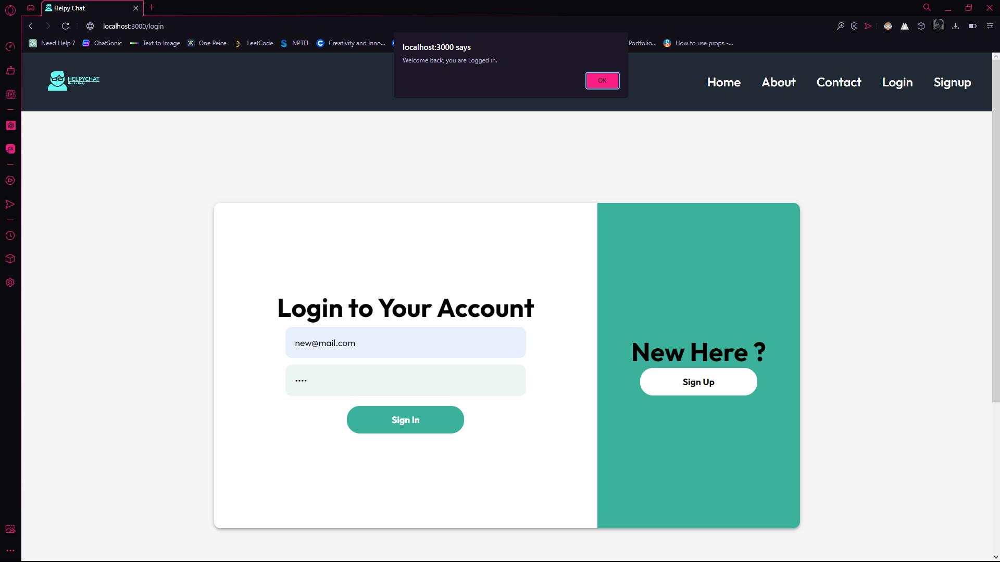 Helpy Chat
localhost:3000/login
Need Help ?
ChatSonic
Text to Image
One Peice
LeetCode
NPTEL
Creativity and Inno...
Portfolio...
How to use props -...
localhost:3000 says
Welcome back, you are Logged in.
OK
HELPYCHAT
Geeks Help
Home
About
Contact
Login
Signup
Login to Your Account
new@mail.com
••••
Sign In
New Here ?
Sign Up